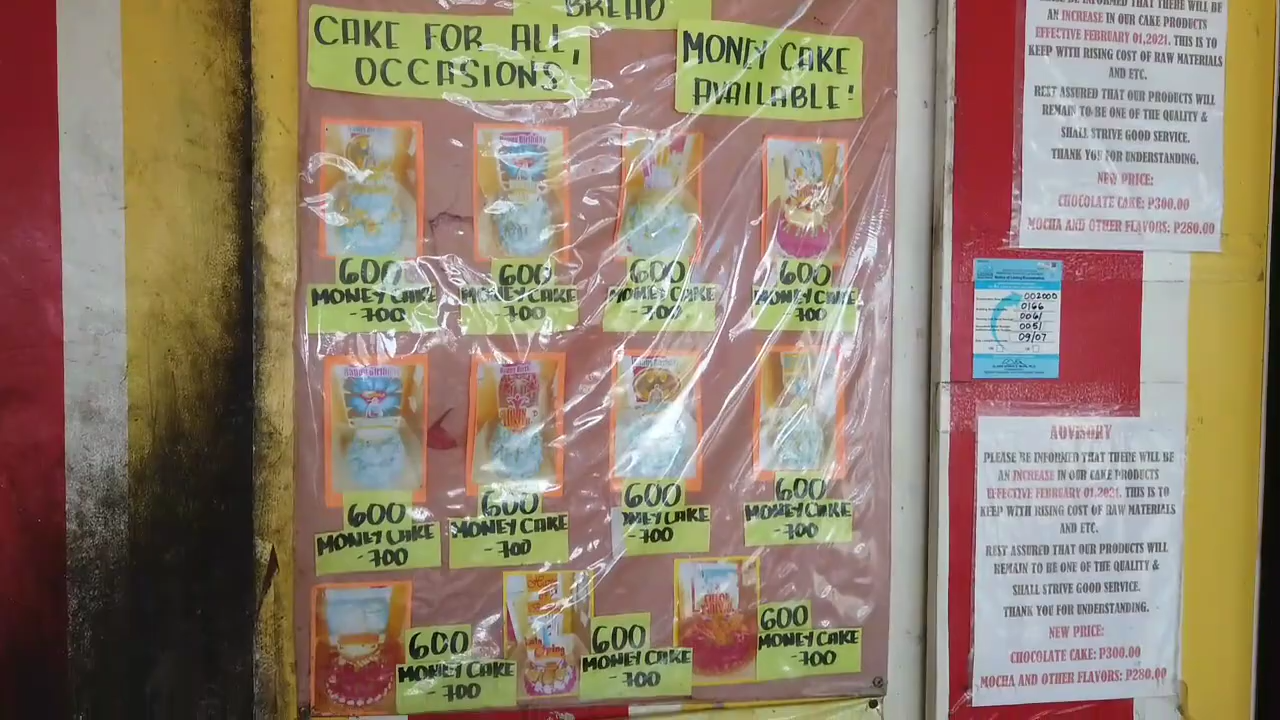 BREAD
CAKE FOR ALL,
OCCASIONS!
MONEY CAKE
AVAILABLE!
600
MONEY CAKE
-700
600
MONEY CAKE
-700
600
MONEY CAKE
-700
600
MONEY CAKE
700
600
MONEY CAKE
-700
600
MONEY CAKE
-700
600
MONEY CAKE
-700
600
MONEY CAKE
-700
600
MONEY CAKE
-700
600
MONEY CAKE
-700
600
MONEY CAKE
-700
BE INFORMED THAT THERE WILL BE
AN INCREASE IN OUR CAKE PRODUCTS
EFFECTIVE FEBRUARY 01,2021. THIS IS TO
KEEP WITH RISING COST OF RAW MATERIALS
AND ETC.
REST ASSURED THAT OUR PRODUCTS WILL
REMAIN TO BE ONE OF THE QUALITY &
SHALL STRIVE GOOD SERVICE.
THANK YOU FOR UNDERSTANDING.
NEW PRICE:
CHOCOLATE CAKE: P300.00
MOCHA AND OTHER FLAVORS: P280.00
002000
0166
006/
005/
09/07
ADVISORY
PLEASE BE INFORMED THAT THERE WILL BE
AN INCREASE IN OUR CAKE PRODUCTS
EFFECTIVE FEBRUARY 01,2021. THIS IS TO
KEEP WITH RISING COST OF RAW MATERIALS
AND ETC.
REST ASSURED THAT OUR PRODUCTS WILL
REMAIN TO BE ONE OF THE QUALITY &
SHALL STRIVE GOOD SERVICE.
THANK YOU FOR UNDERSTANDING.
NEW PRICE:
CHOCOLATE CAKE: P300.00
MOCHA AND OTHER FLAVORS: P280.00